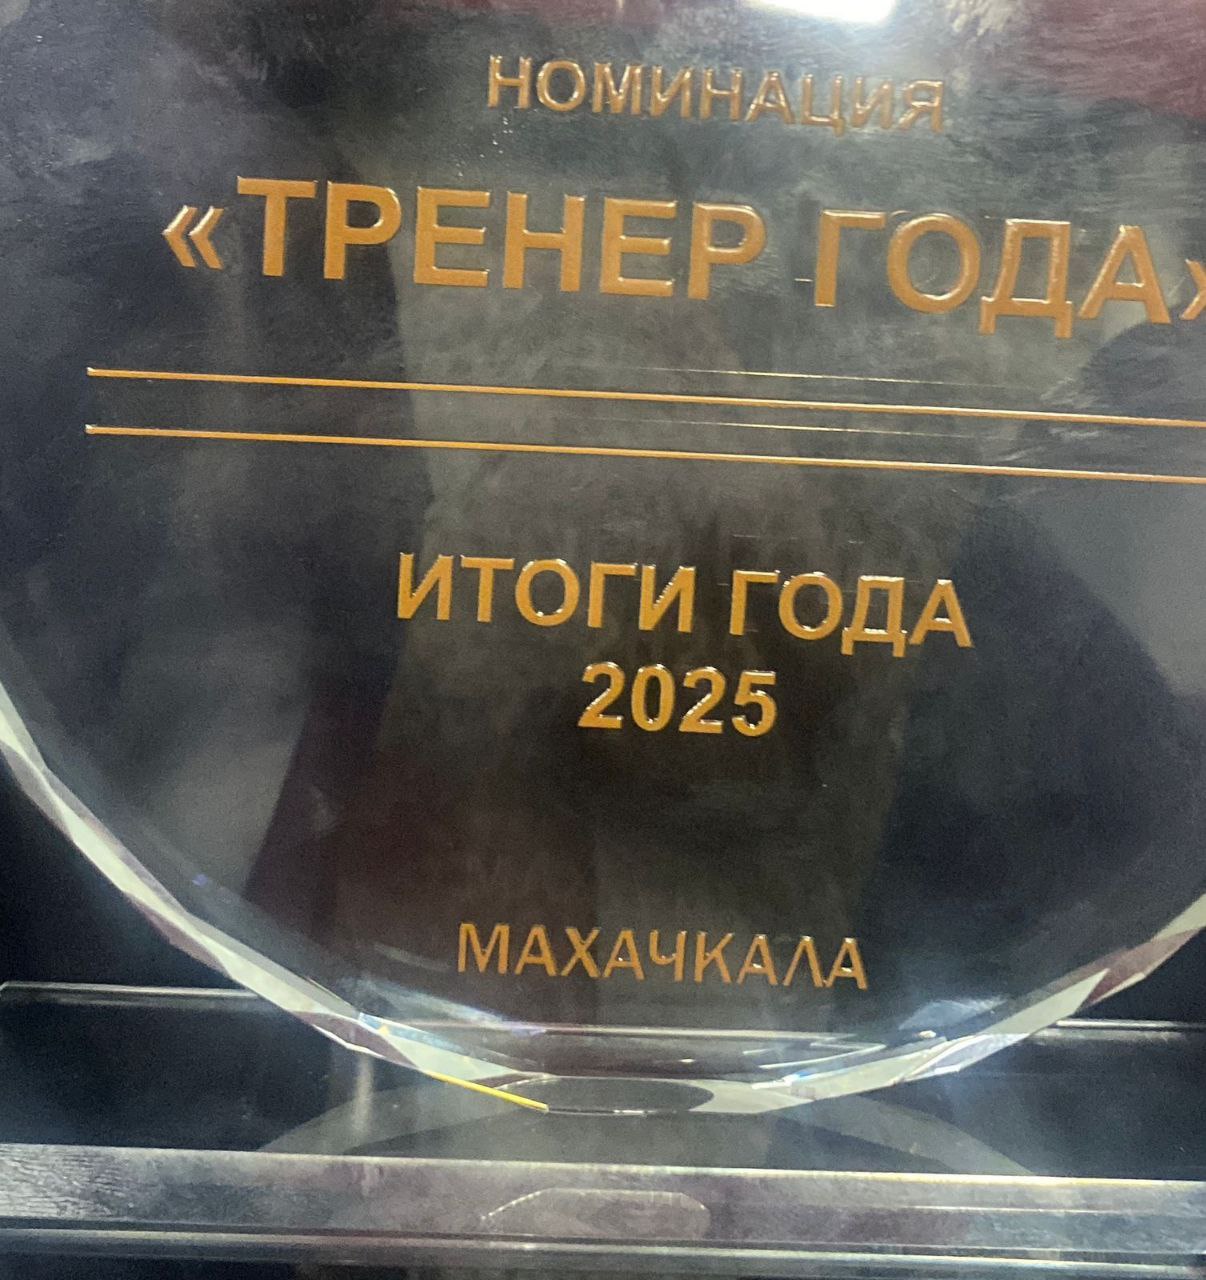 НОМИНАЦИЯ
«ТРЕНЕР ГОДА»
ИТОГИ ГОДА
2025
МАХАЧКАЛА